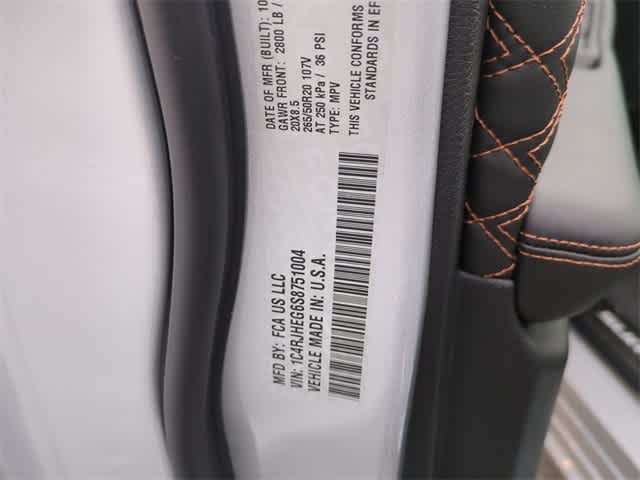 MFD BY: FCA US LLC
VIN: 1C4RJHEG6S8751004
VEHICLE MADE IN: U.S.A.
DATE OF MFR (BUILT): 10
GAWR FRONT: 2800 LB /
20X8.5
265/50R20 107V
AT 250 kPa / 36 PSI
TYPE: MPV
THIS VEHICLE CONFORMS
STANDARDS IN EF